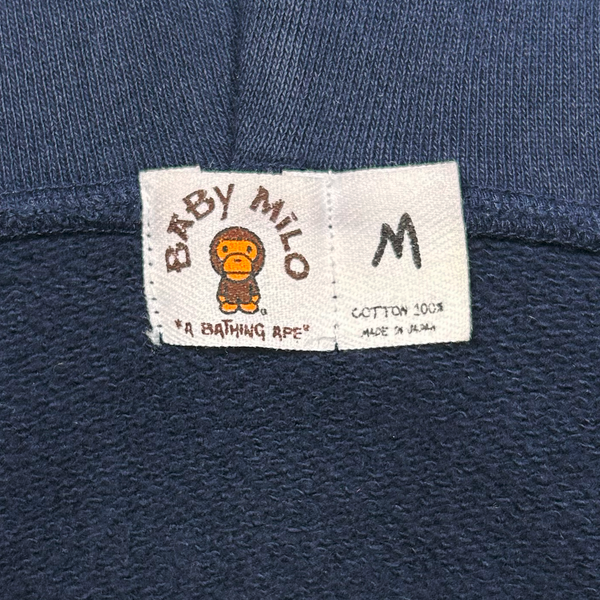 BABY MILO
®
"A BATHING APE"
M
COTTON 100%
MADE IN JAPAN